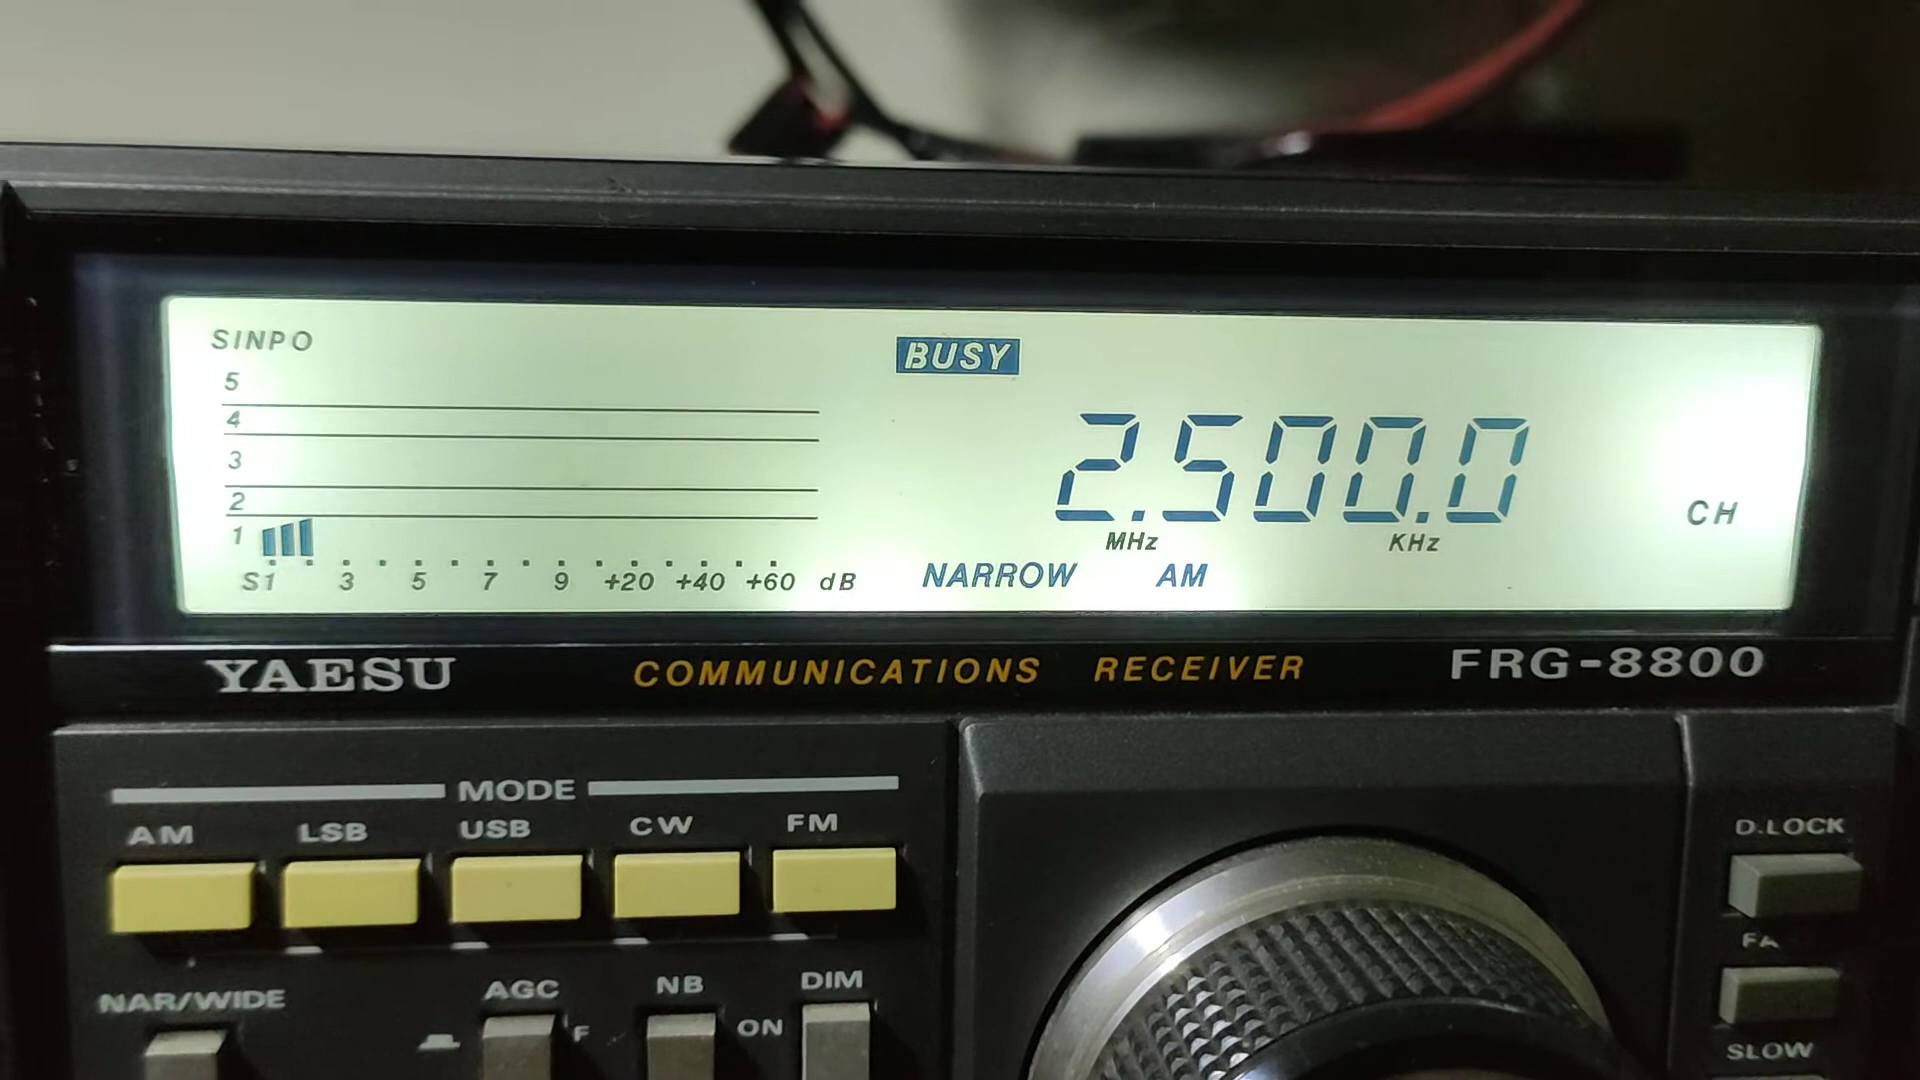 SINPO
BUSY
5
4
3
2
1
2.500.0
MHz KHz
CH
S1 3 5 7 9 +20 +40 +60 dB
NARROW AM
YAESU COMMUNICATIONS RECEIVER FRG-8800
MODE
AM LSB USB CW FM
D.LOCK
FA
NAR/WIDE AGC NB DIM
F ON
SLOW